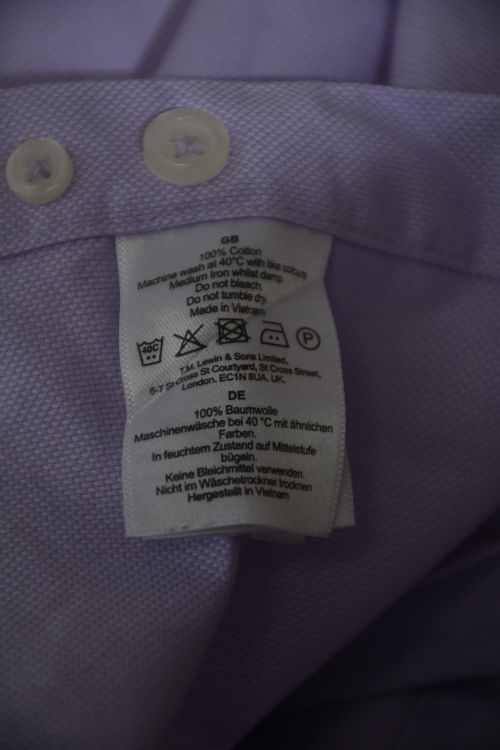 GB
100% Cotton
Machine wash at 40°C with like colours
Medium Iron whilst damp
Do not bleach.
Do not tumble dry
Made in Vietnam
40C P
T.M. Lewin & Sons Limited,
6-7 St Cross St Courtyard, St Cross Street,
London. EC1N 8UA, UK.
DE
100% Baumwolle
Maschinenwäsche bei 40 °C mit ähnlichen
Farben.
In feuchtem Zustand auf Mittelstufe
bügeln.
Keine Bleichmittel verwenden.
Nicht im Wäschetrockner trocknen
Hergestellt in Vietnam